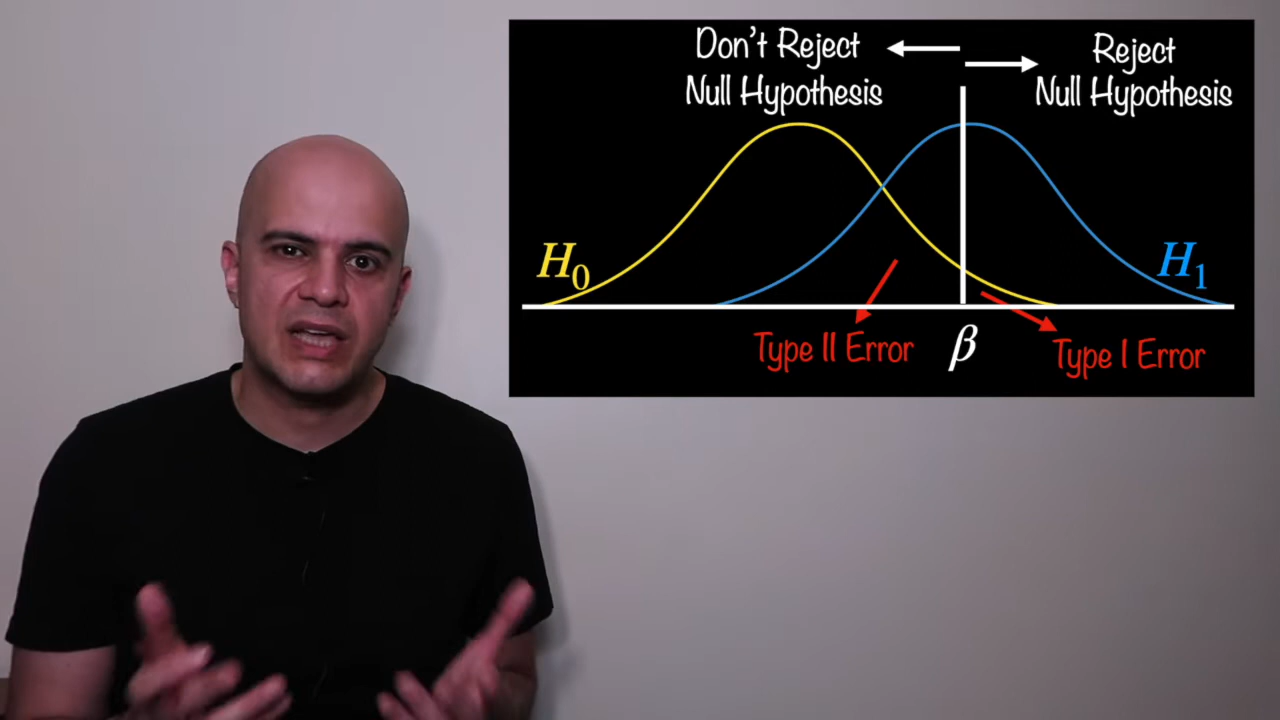 Don't Reject
Null Hypothesis
Reject
Null Hypothesis
H₀
H₁
Type II Error
β
Type I Error